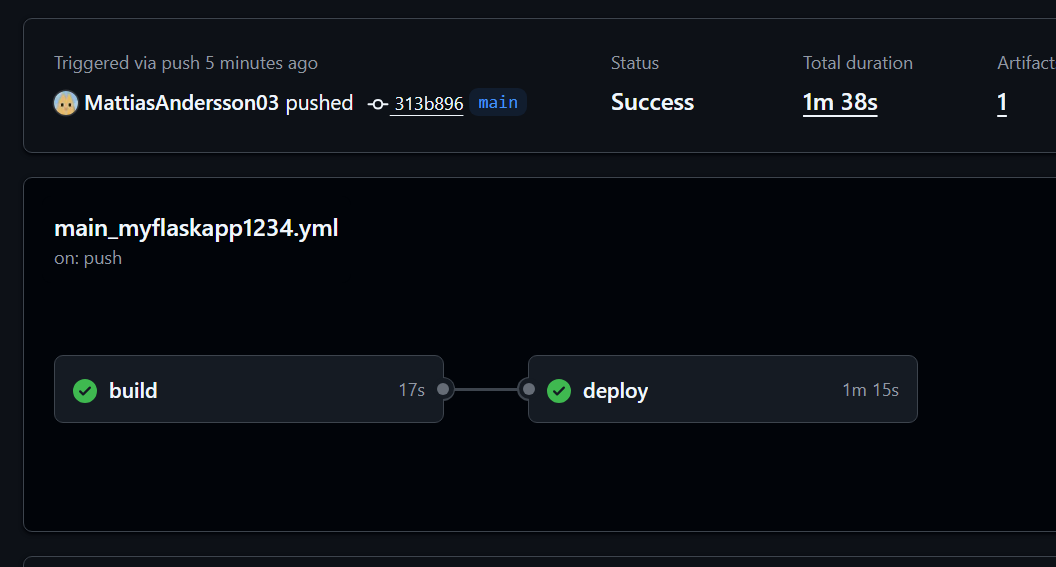 Triggered via push 5 minutes ago
MattiasAndersson03 pushed 313b896 main
Status
Success
Total duration
1m 38s
Artifact
1
main_myflaskapp1234.yml
on: push
build 17s
deploy 1m 15s